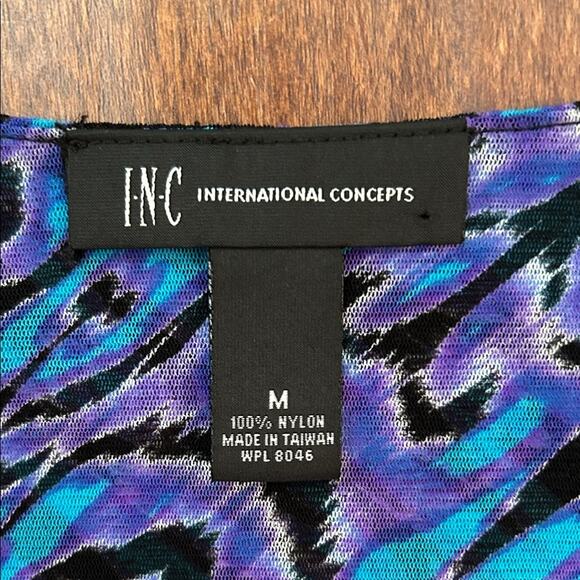 I·N·C INTERNATIONAL CONCEPTS
M
100% NYLON
MADE IN TAIWAN
WPL 8046